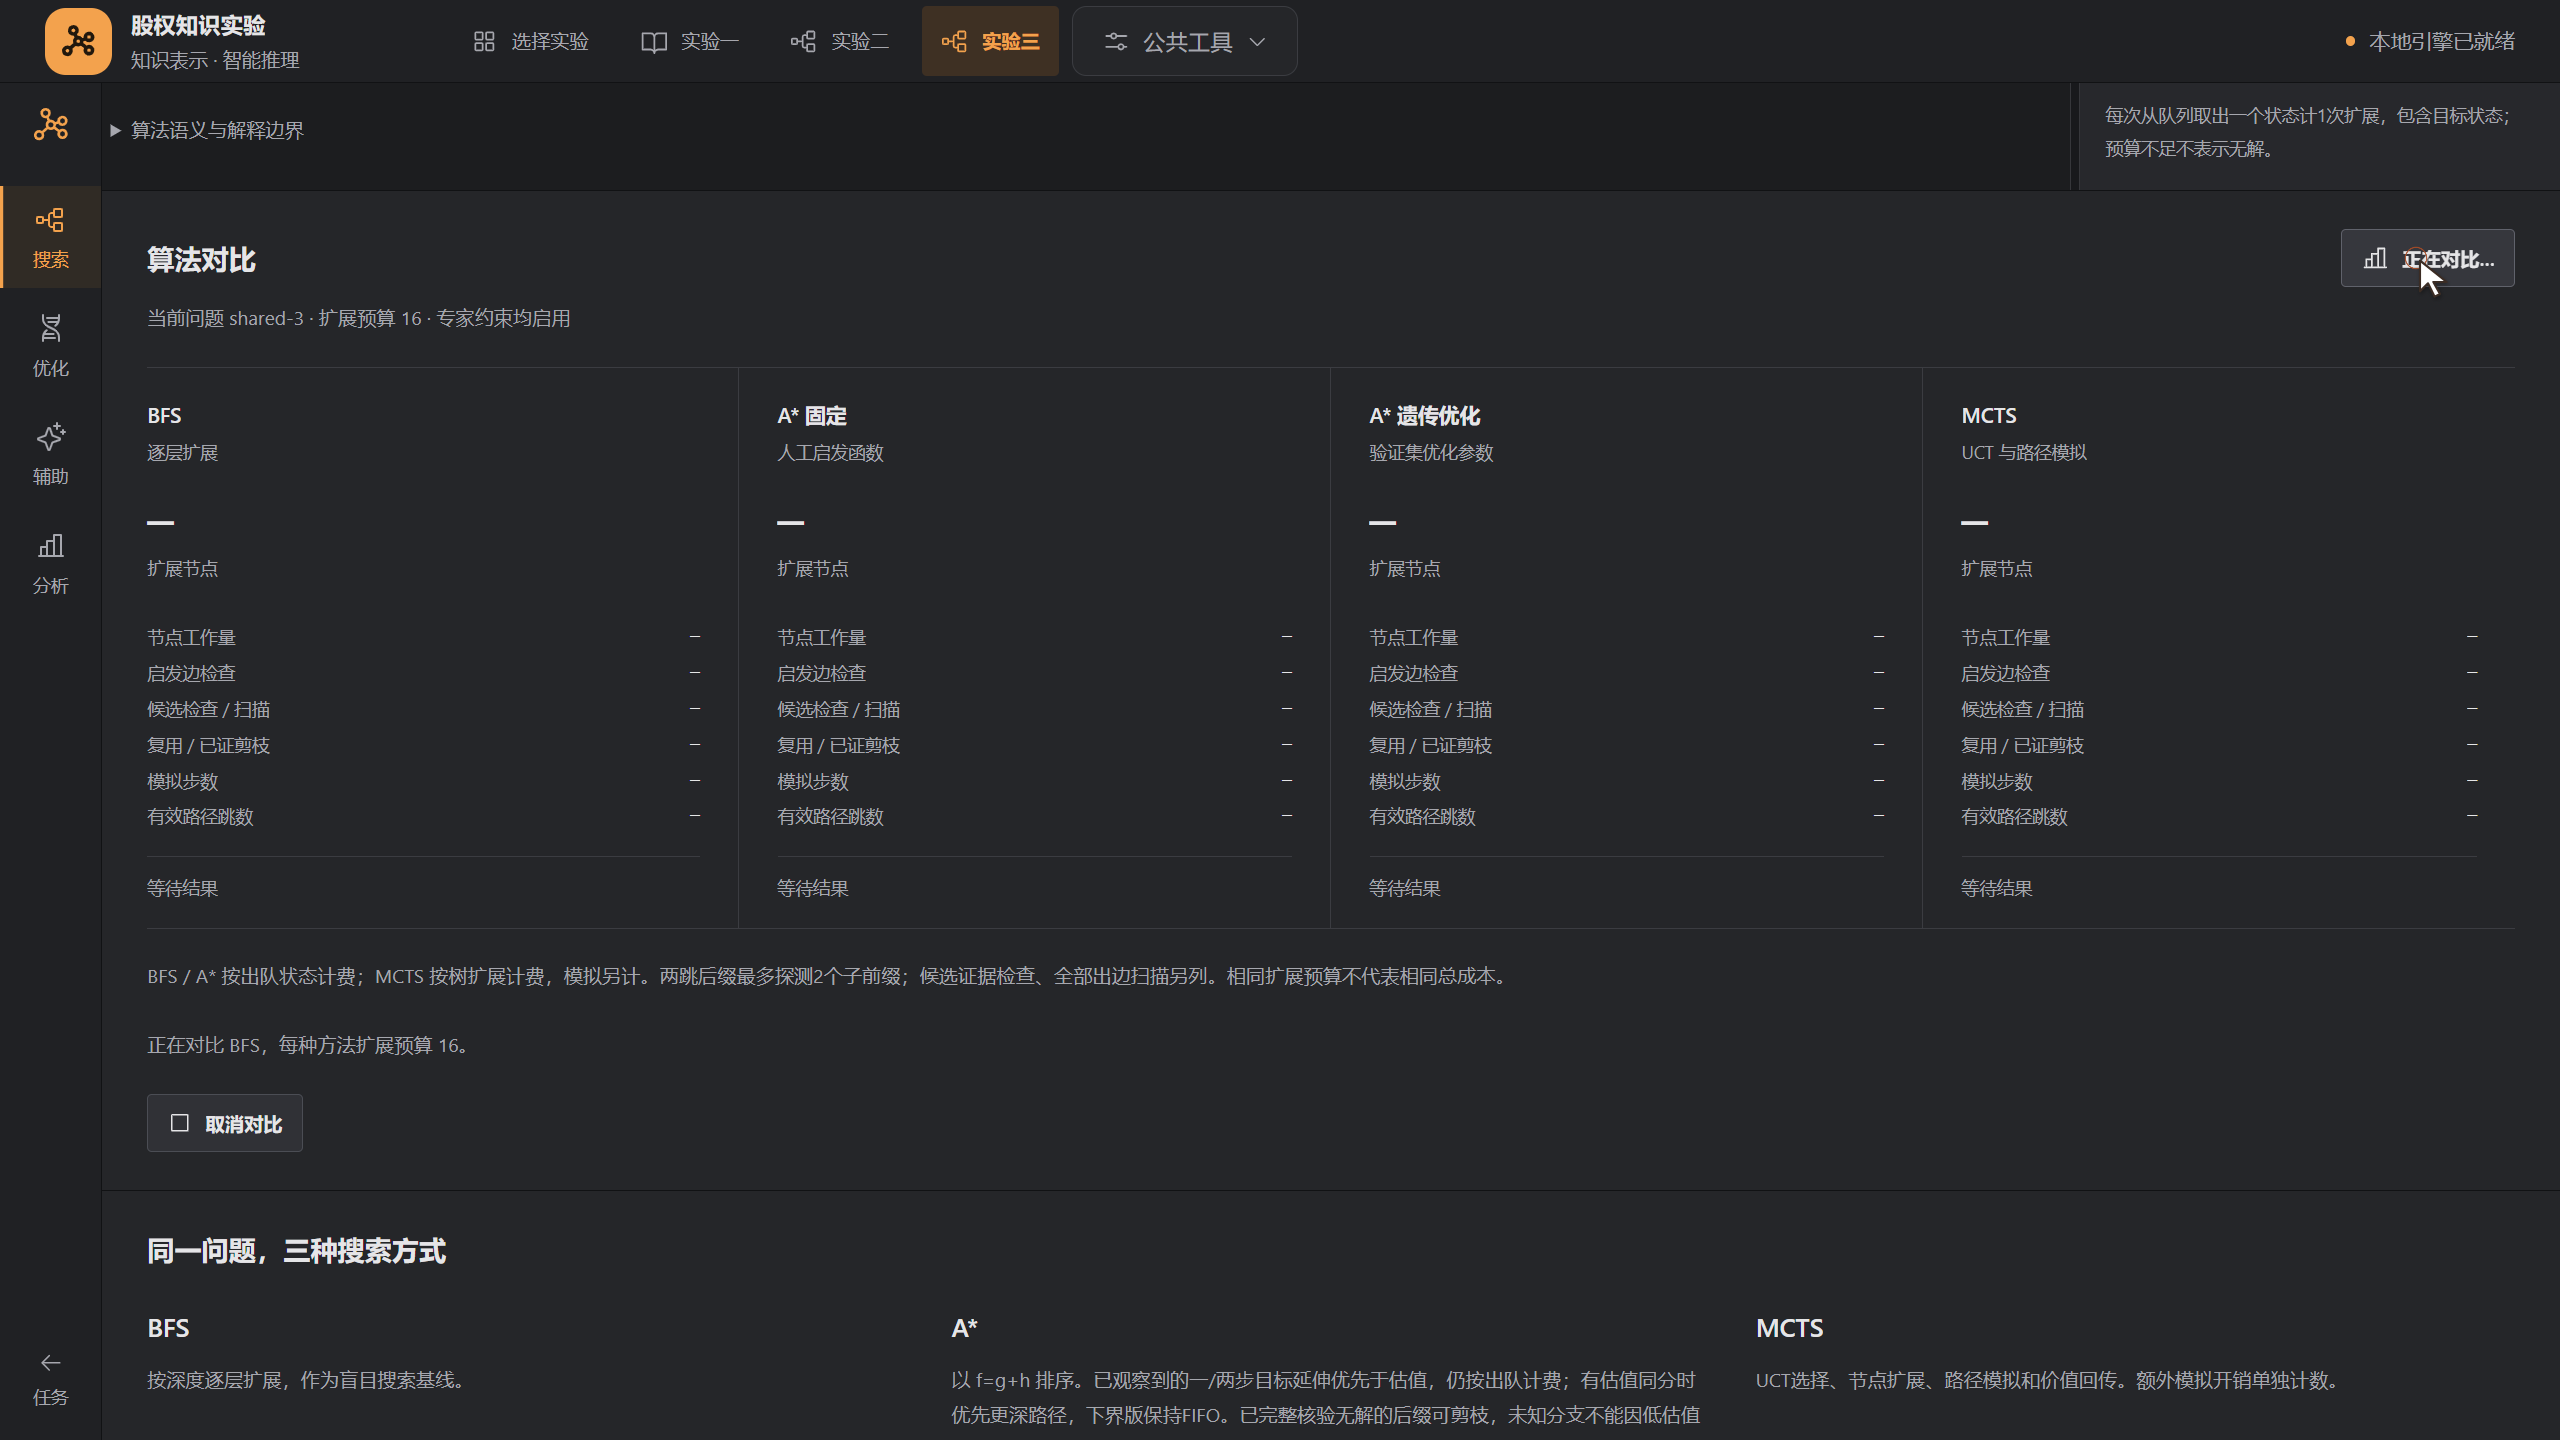 股权知识实验
知识表示 · 智能推理
选择实验
实验一
实验二
实验三
公共工具
本地引擎已就绪
搜索
优化
辅助
分析
任务
算法语义与解释边界
每次从队列取出一个状态计1次扩展，包含目标状态；
预算不足不表示无解。
算法对比
正在对比...
当前问题 shared-3 · 扩展预算 16 · 专家约束均启用
BFS
逐层扩展
—
扩展节点
节点工作量 –
启发边检查 –
候选检查 / 扫描 –
复用 / 已证剪枝 –
模拟步数 –
有效路径跳数 –
等待结果
A* 固定
人工启发函数
—
扩展节点
节点工作量 –
启发边检查 –
候选检查 / 扫描 –
复用 / 已证剪枝 –
模拟步数 –
有效路径跳数 –
等待结果
A* 遗传优化
验证集优化参数
—
扩展节点
节点工作量 –
启发边检查 –
候选检查 / 扫描 –
复用 / 已证剪枝 –
模拟步数 –
有效路径跳数 –
等待结果
MCTS
UCT 与路径模拟
—
扩展节点
节点工作量 –
启发边检查 –
候选检查 / 扫描 –
复用 / 已证剪枝 –
模拟步数 –
有效路径跳数 –
等待结果
BFS / A* 按出队状态计费；MCTS 按树扩展计费，模拟另计。两跳后缀最多探测2个子前缀；候选证据检查、全部出边扫描另列。相同扩展预算不代表相同总成本。
正在对比 BFS，每种方法扩展预算 16。
取消对比
同一问题，三种搜索方式
BFS
按深度逐层扩展，作为盲目搜索基线。
A*
以 f=g+h 排序。已观察到的一/两步目标延伸优先于估值，仍按出队计费；有估值同分时
优先更深路径，下界版保持FIFO。已完整核验无解的后缀可剪枝，未知分支不能因低估值
MCTS
UCT选择、节点扩展、路径模拟和价值回传。额外模拟开销单独计数。